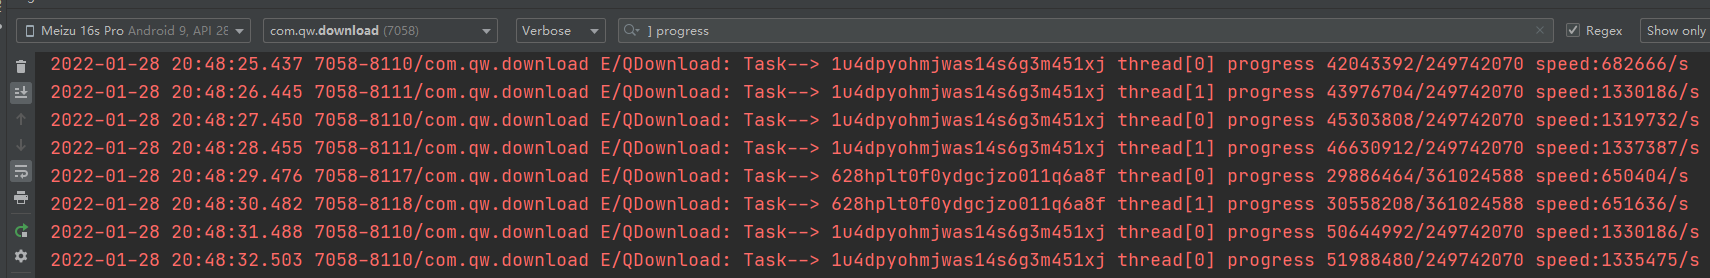 Meizu 16s Pro Android 9, API 28 com.qw.download (7058) Verbose ] progress Regex Show only
2022-01-28 20:48:25.437 7058-8110/com.qw.download E/QDownload: Task--> 1u4dpyohmjwas14s6g3m451xj thread[0] progress 42043392/249742070 speed:682666/s
2022-01-28 20:48:26.445 7058-8111/com.qw.download E/QDownload: Task--> 1u4dpyohmjwas14s6g3m451xj thread[1] progress 43976704/249742070 speed:1330186/s
2022-01-28 20:48:27.450 7058-8110/com.qw.download E/QDownload: Task--> 1u4dpyohmjwas14s6g3m451xj thread[0] progress 45303808/249742070 speed:1319732/s
2022-01-28 20:48:28.455 7058-8111/com.qw.download E/QDownload: Task--> 1u4dpyohmjwas14s6g3m451xj thread[1] progress 46630912/249742070 speed:1337387/s
2022-01-28 20:48:29.476 7058-8117/com.qw.download E/QDownload: Task--> 628hplt0f0ydgcjzo011q6a8f thread[0] progress 29886464/361024588 speed:650404/s
2022-01-28 20:48:30.482 7058-8118/com.qw.download E/QDownload: Task--> 628hplt0f0ydgcjzo011q6a8f thread[1] progress 30558208/361024588 speed:651636/s
2022-01-28 20:48:31.488 7058-8110/com.qw.download E/QDownload: Task--> 1u4dpyohmjwas14s6g3m451xj thread[0] progress 50644992/249742070 speed:1330186/s
2022-01-28 20:48:32.503 7058-8110/com.qw.download E/QDownload: Task--> 1u4dpyohmjwas14s6g3m451xj thread[0] progress 51988480/249742070 speed:1335475/s